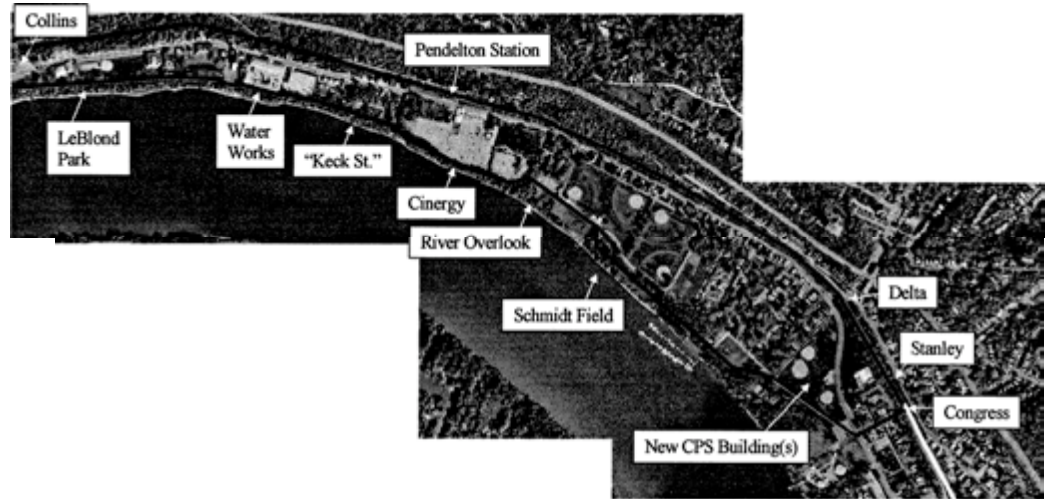 Collins
Pendelton Station
LeBlond
Park
Water
Works
“Keck St.”
Cinergy
River Overlook
Schmidt Field
Delta
Stanley
Congress
New CPS Building(s)